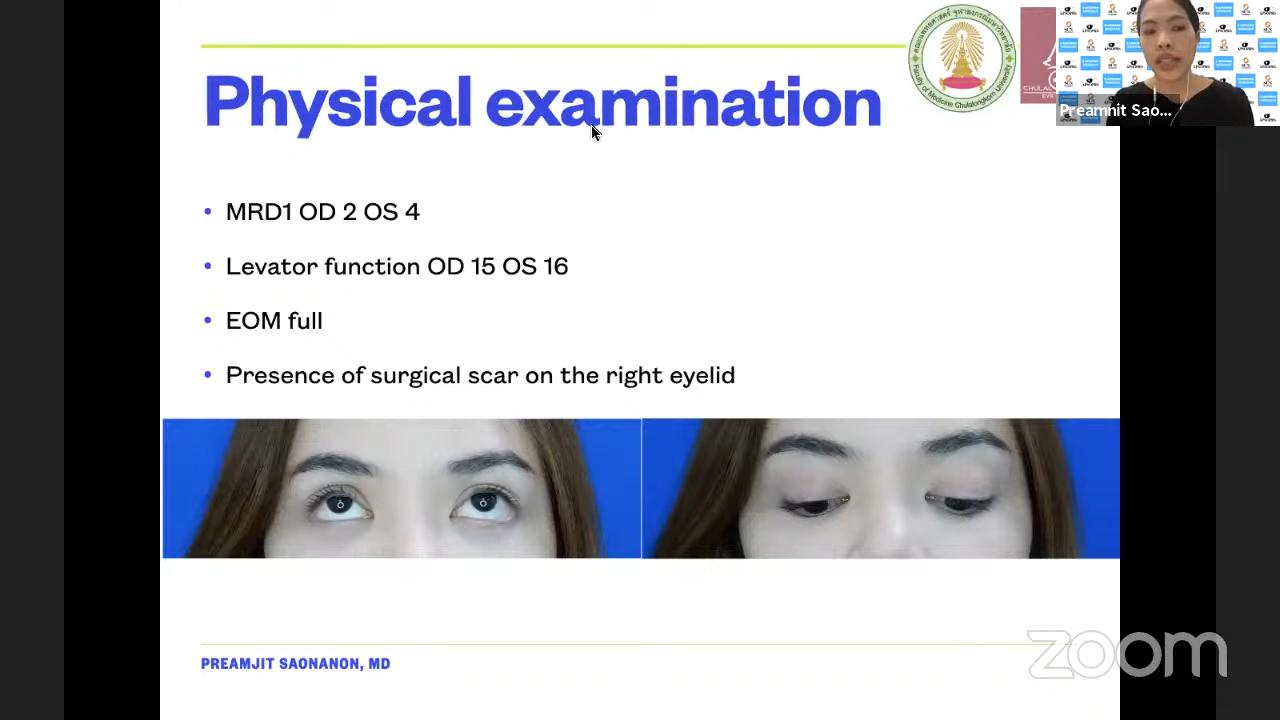 Physical examination
Preamnit Sao...
• MRD1 OD 2 OS 4
• Levator function OD 15 OS 16
• EOM full
• Presence of surgical scar on the right eyelid
PREAMJIT SAONANON, MD
zoom